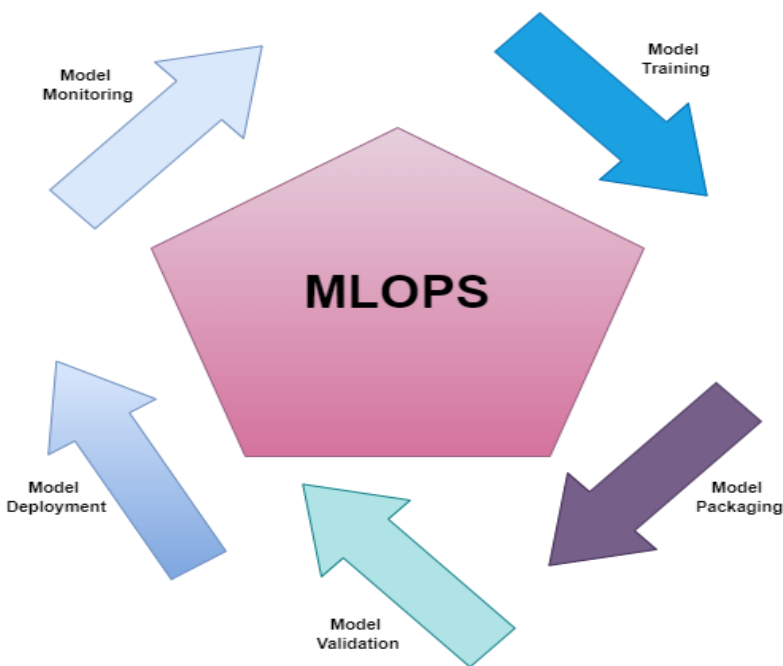 Model
Training
Model
Monitoring
MLOPS
Model
Packaging
Model
Deployment
Model
Validation